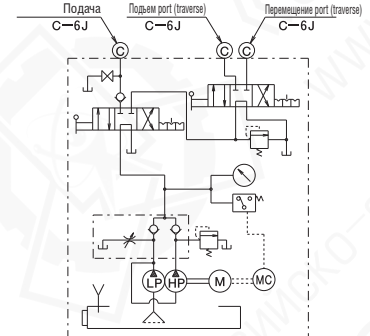 Подача
С-6J
Подъем port (traverse)
С-6J
Перемещение port (traverse)
С-6J
C
C
C
LP
HP
M
MC